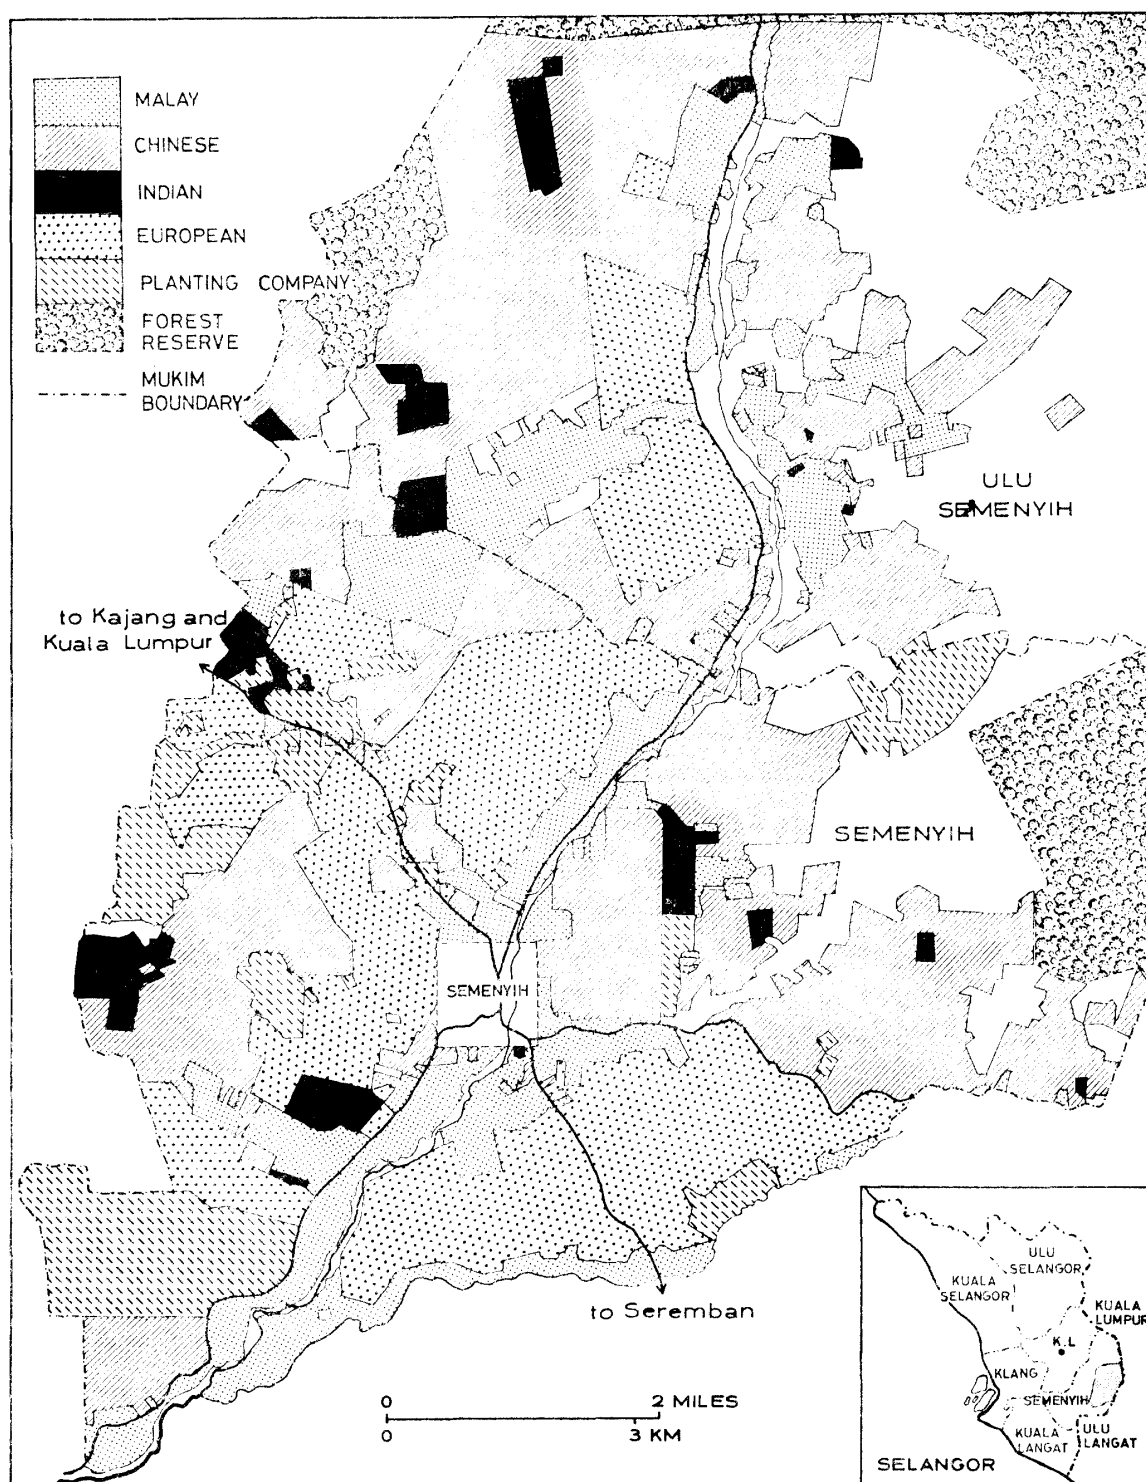 MALAY
CHINESE
INDIAN
EUROPEAN
PLANTING COMPANY
FOREST
RESERVE
MUKIM
BOUNDARY
ULU
SEMENYIH
to Kajang and
Kuala Lumpur
SEMENYIH
SEMENYIH
to Seremban
0 2 MILES
0 3 KM
ULU
SELANGOR
KUALA
SELANGOR
KUALA
LUMPUR
K.L
KLANG
SEMENYIH
KUALA
LANGAT
ULU
LANGAT
SELANGOR